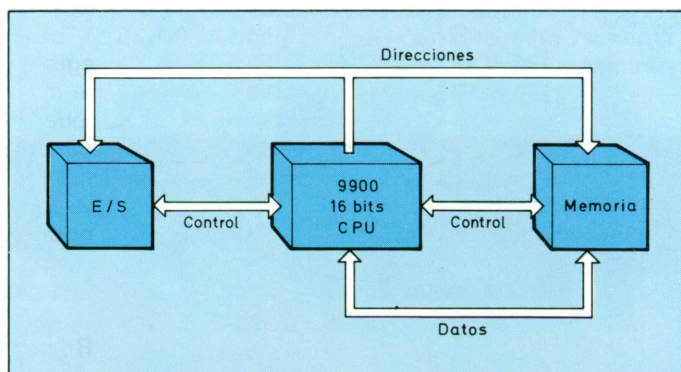 Direcciones
E/S
Control
9900
16 bits
CPU
Control
Memoria
Datos